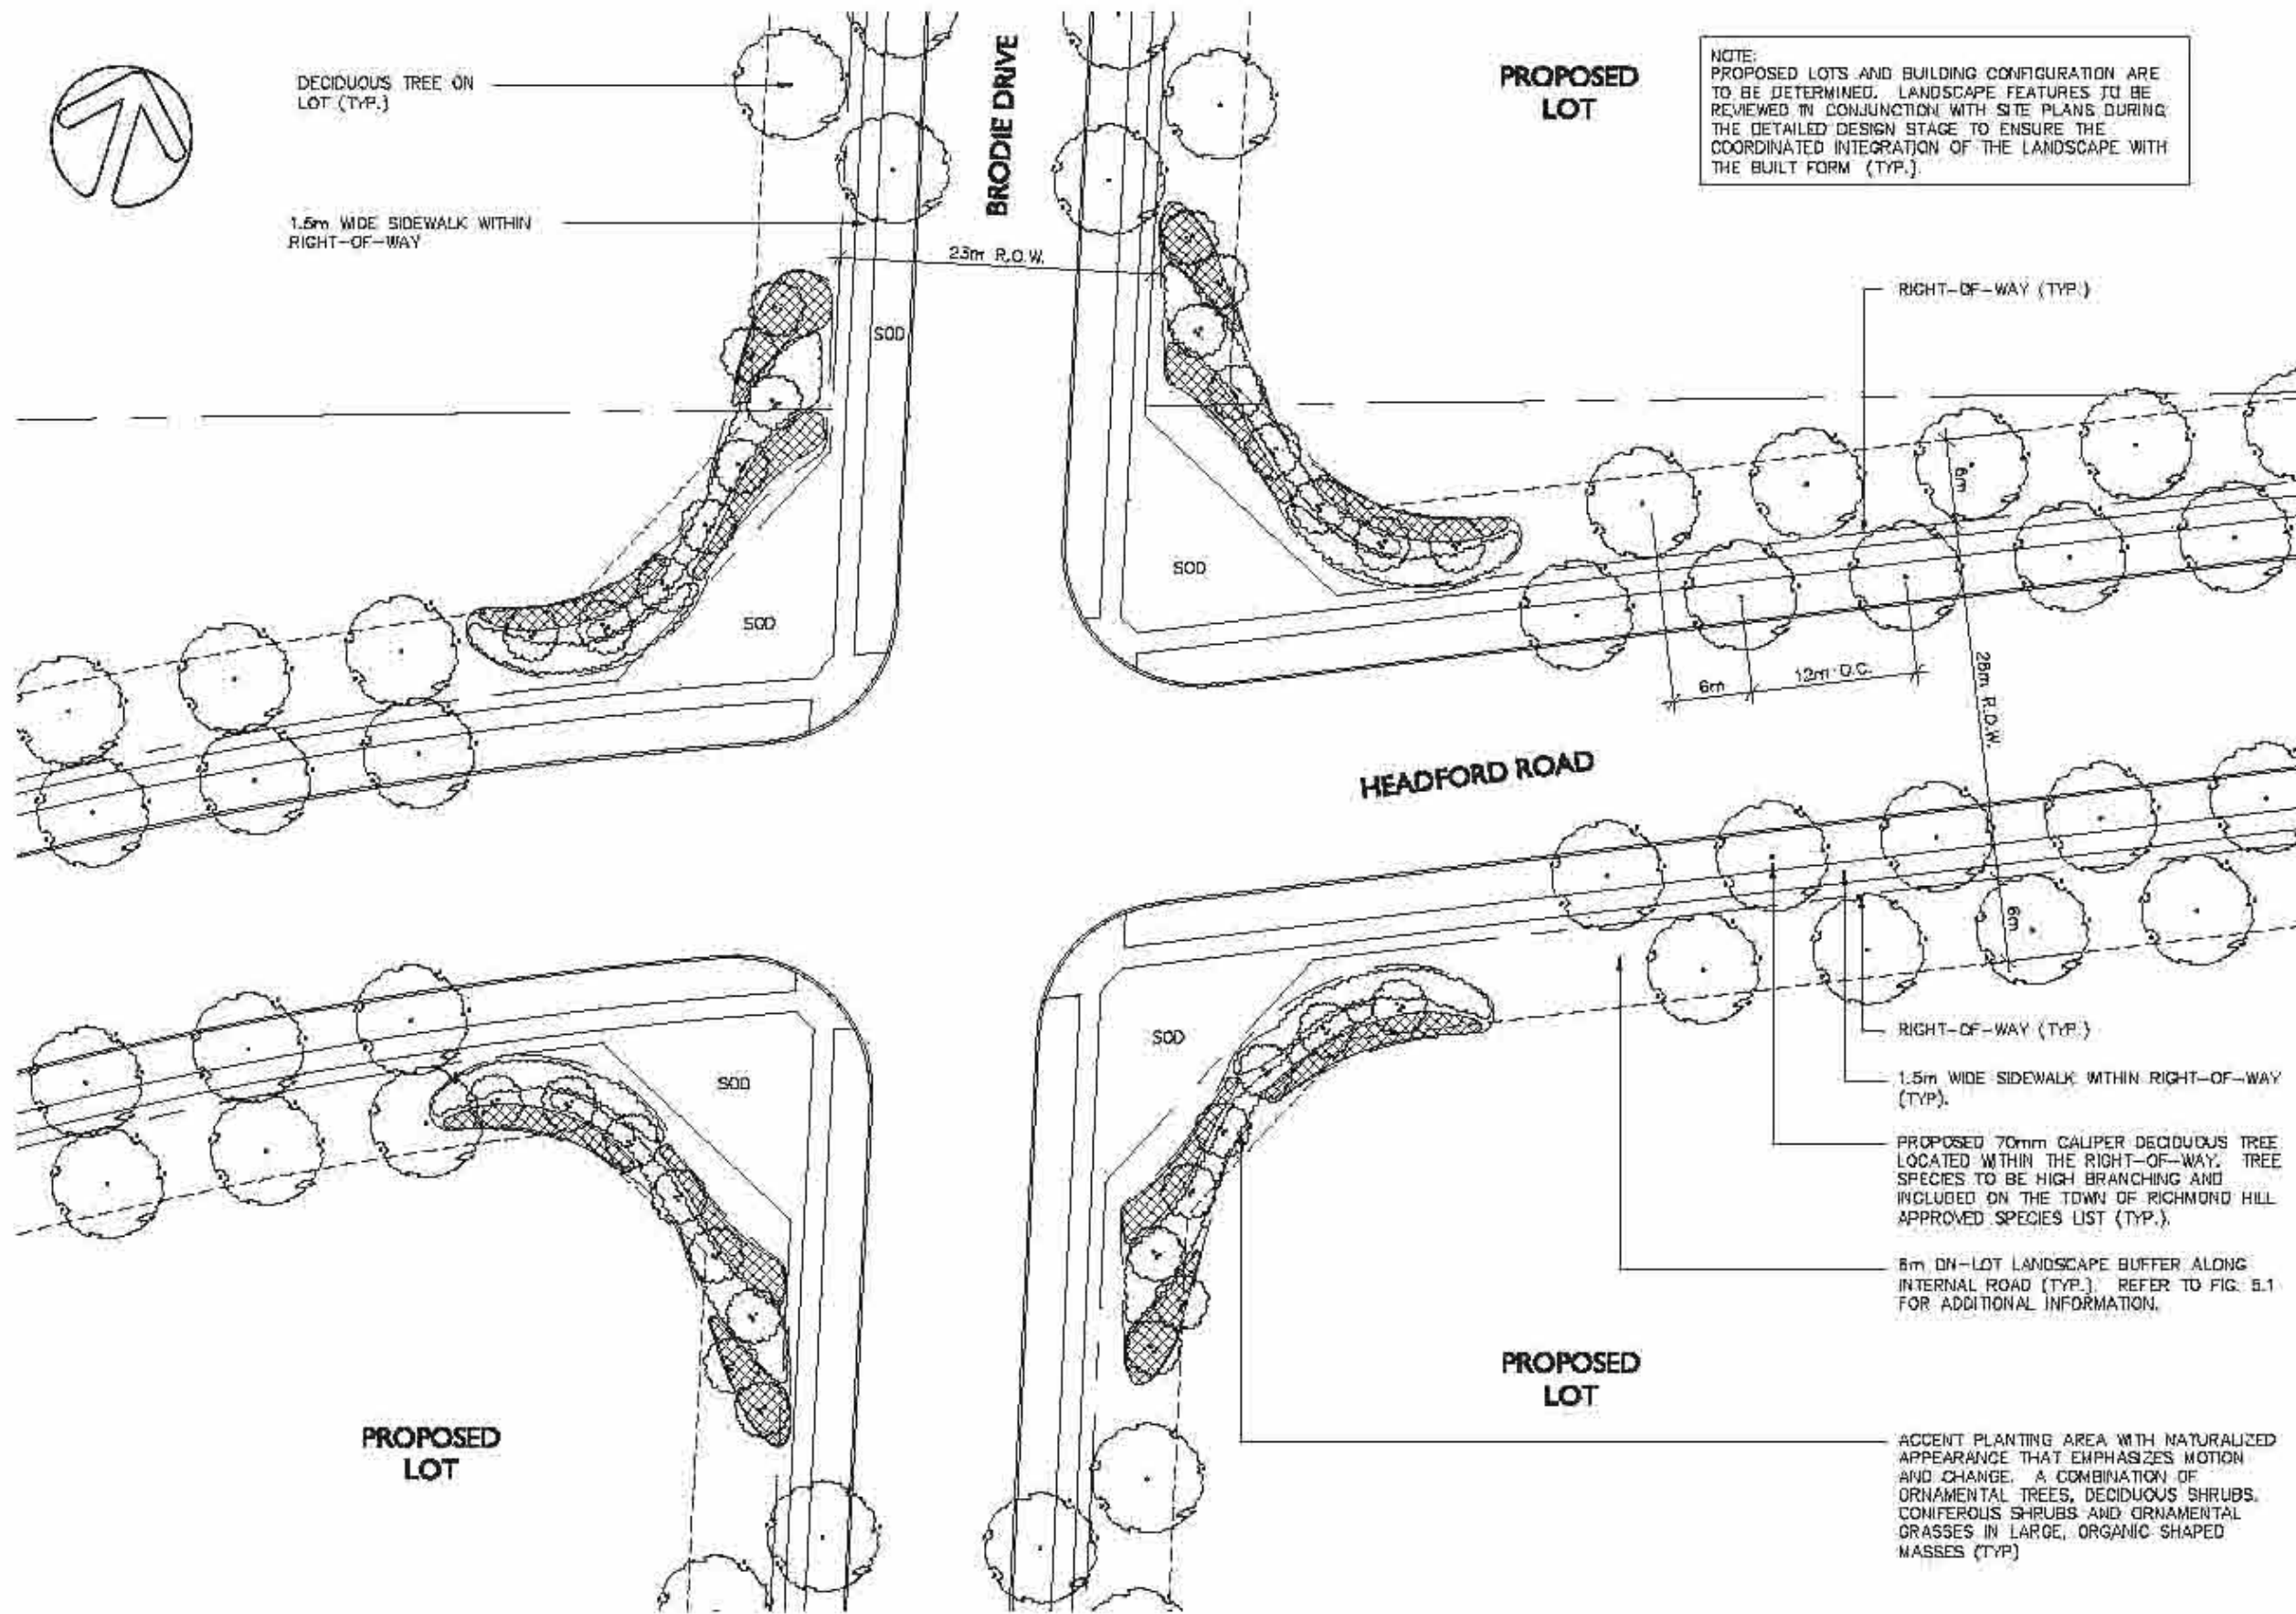 DECIDUOUS TREE ON
LOT (TYP.)
BRODIE DRIVE
PROPOSED
LOT
NOTE:
PROPOSED LOTS AND BUILDING CONFIGURATION ARE
TO BE DETERMINED. LANDSCAPE FEATURES TO BE
REVIEWED IN CONJUNCTION WITH SITE PLANS DURING
THE DETAILED DESIGN STAGE TO ENSURE THE
COORDINATED INTEGRATION OF THE LANDSCAPE WITH
THE BUILT FORM (TYP.).
1.5m WIDE SIDEWALK WITHIN
RIGHT-OF-WAY
23m R.O.W.
RIGHT-OF-WAY (TYP.)
SOD
6m
SOD
SOD
6m
12m O.C.
HEADFORD ROAD
6m
SOD
SOD
RIGHT-OF-WAY (TYP.)
1.5m WIDE SIDEWALK WITHIN RIGHT-OF-WAY
(TYP).
PROPOSED 70mm CALIPER DECIDUOUS TREE
LOCATED WITHIN THE RIGHT-OF-WAY. TREE
SPECIES TO BE HIGH BRANCHING AND
INCLUDED ON THE TOWN OF RICHMOND HILL
APPROVED SPECIES LIST (TYP.).
ON-LOT LANDSCAPE BUFFER ALONG
INTERNAL ROAD (TYP.). REFER TO FIG. 5.1
FOR ADDITIONAL INFORMATION.
PROPOSED
LOT
PROPOSED
LOT
ACCENT PLANTING AREA WITH NATURALIZED
APPEARANCE THAT EMPHASIZES MOTION
AND CHANGE. A COMBINATION OF
ORNAMENTAL TREES, DECIDUOUS SHRUBS,
CONIFEROUS SHRUBS AND ORNAMENTAL
GRASSES IN LARGE, ORGANIC SHAPED
MASSES (TYP)